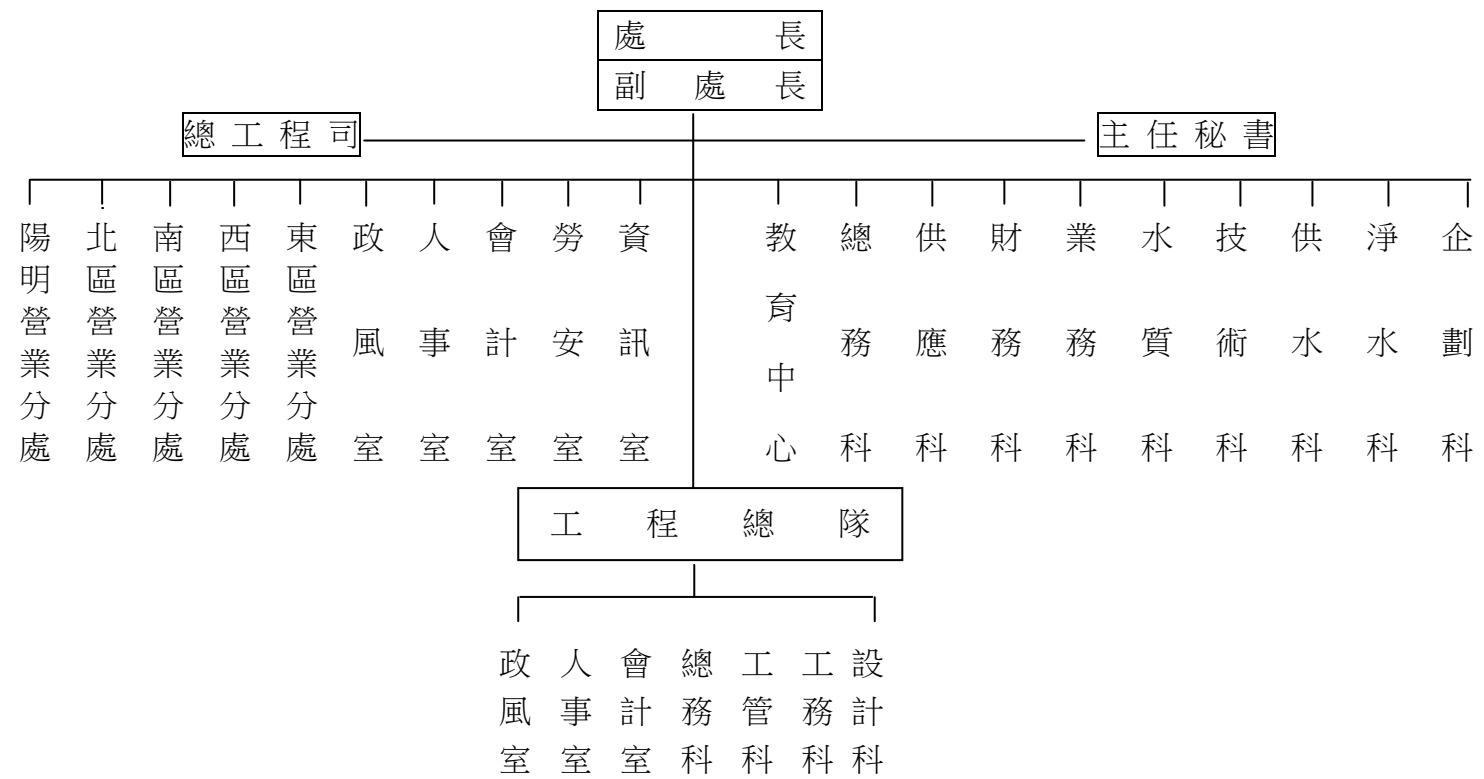 處長
副處長
總工程司
主任秘書
陽明營業分處
北區營業分處
南區營業分處
西區營業分處
東區營業分處
政風室
人事室
會計室
勞安室
資訊室
教育中心
總務科
供應科
財務科
業務科
水質科
技術科
供水科
淨水科
企劃科
工程總隊
政風室
人事室
會計室
總務科
工管科
工務科
設計科